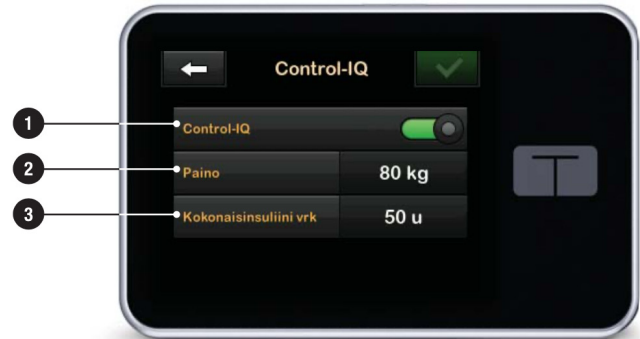 Control-IQ
1
Control-IQ
2
Paino
80 kg
3
Kokonaisinsuliini vrk
50 u